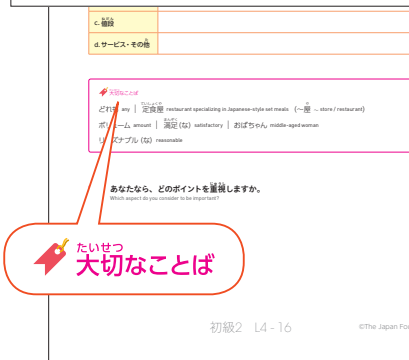 c. 値段
d. サービス・その他
大切なことば
どれも any | 定食屋 restaurant specializing in Japanese-style set meals (〜屋 ~ store / restaurant)
ボリューム amount | 満足(な) satisfactory | おばちゃん middle-aged woman
リーズナブル (な) reasonable
あなたなら、どのポイントを重視しますか。
Which aspect do you consider to be important?
たいせつ
大切なことば
初級2 L4 - 16
©The Japan Fo